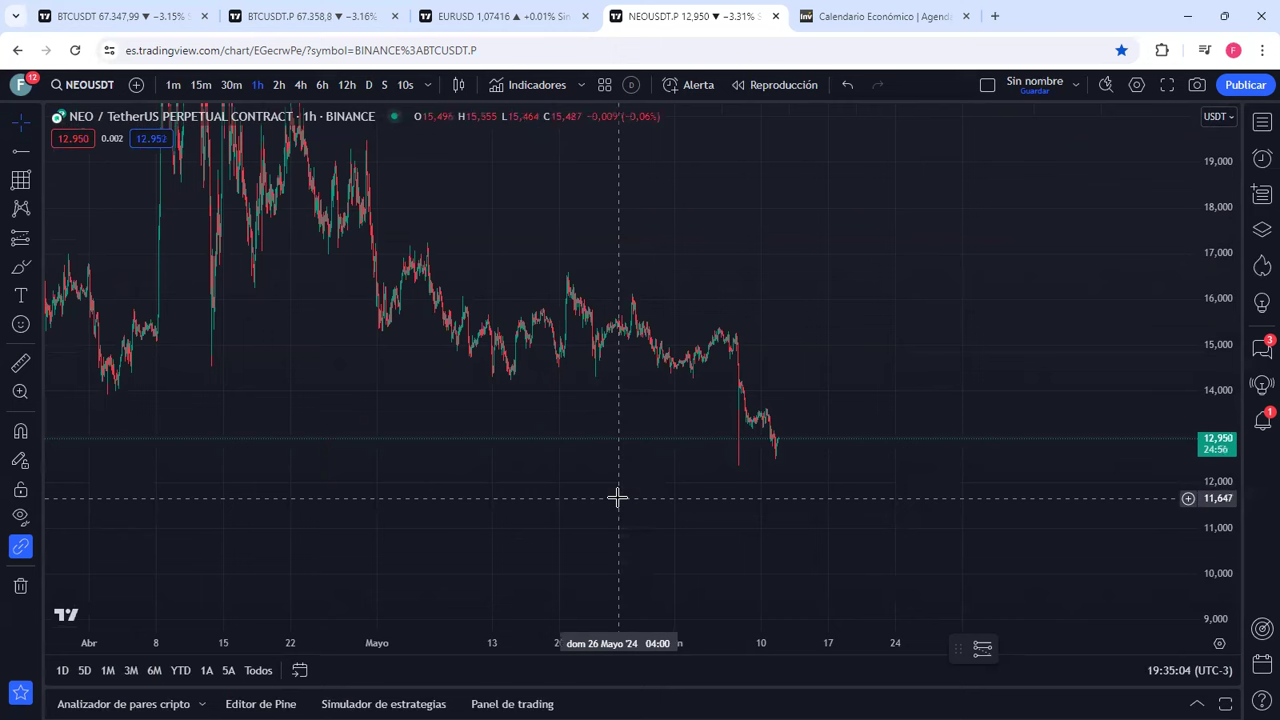 BTCUSDT 67.347,99 ▼ −3.15% S
BTCUSDT.P 67.358,8 ▼ −3.16%
EURUSD 1,07416 ▲ +0.01% Sin
NEOUSDT.P 12,950 ▼ −3.31% S
Inv Calendario Económico | Agenda
es.tradingview.com/chart/EGecrwPe/?symbol=BINANCE%3ABTCUSDT.P
F
F 12 NEOUSDT 1m 15m 30m 1h 2h 4h 6h 12h D S 10s Indicadores D Alerta Reproducción Sin nombre Guardar Publicar
NEO / TetherUS PERPETUAL CONTRACT · 1h · BINANCE O15,496 H15,555 L15,464 C15,487 −0,009 (−0,06%) USDT
12.950 0.002 12.952
19,000
18,000
17,000
16,000
15,000
14,000
12,950
24:56
12,000
11,647
11,000
10,000
9,000
3
1
Abr 8 15 22 Mayo 13 dom 26 Mayo '24 04:00 10 17 24
1D 5D 1M 3M 6M YTD 1A 5A Todos 19:35:04 (UTC-3)
Analizador de pares cripto Editor de Pine Simulador de estrategias Panel de trading